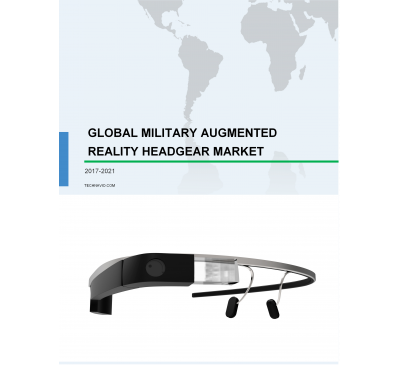 GLOBAL MILITARY AUGMENTED
REALITY HEADGEAR MARKET
2017-2021
TECHNAVIO.COM